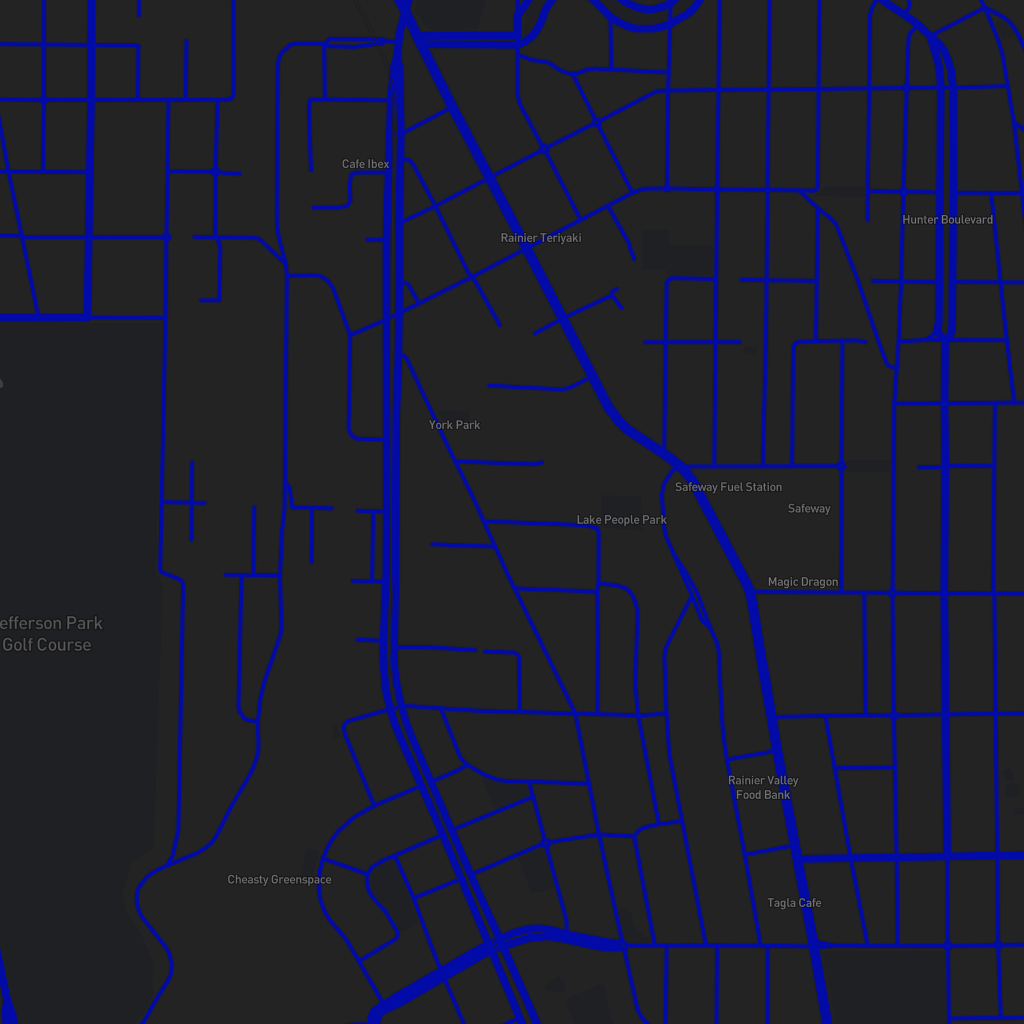 Cafe Ibex
Hunter Boulevard
Rainier Teriyaki
York Park
Safeway Fuel Station
Safeway
Lake People Park
Magic Dragon
efferson Park
Golf Course
Rainier Valley
Food Bank
Cheasty Greenspace
Tagla Cafe